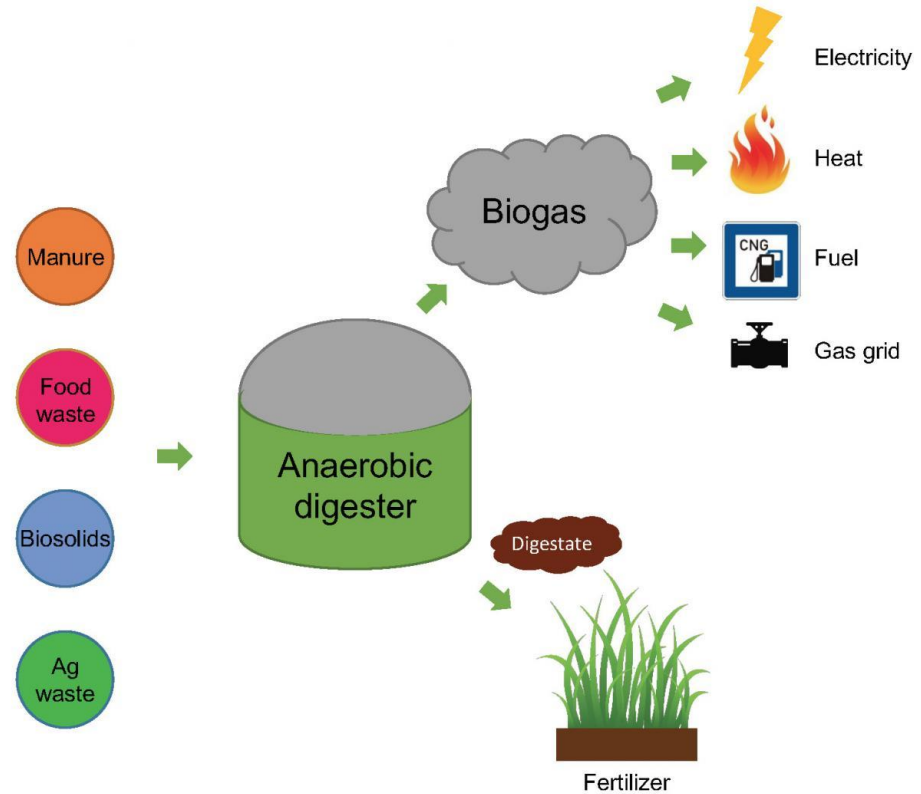 Manure
Food
waste
Biosolids
Ag
waste
Anaerobic
digester
Biogas
Electricity
Heat
CNG
Fuel
Gas grid
Digestate
Fertilizer